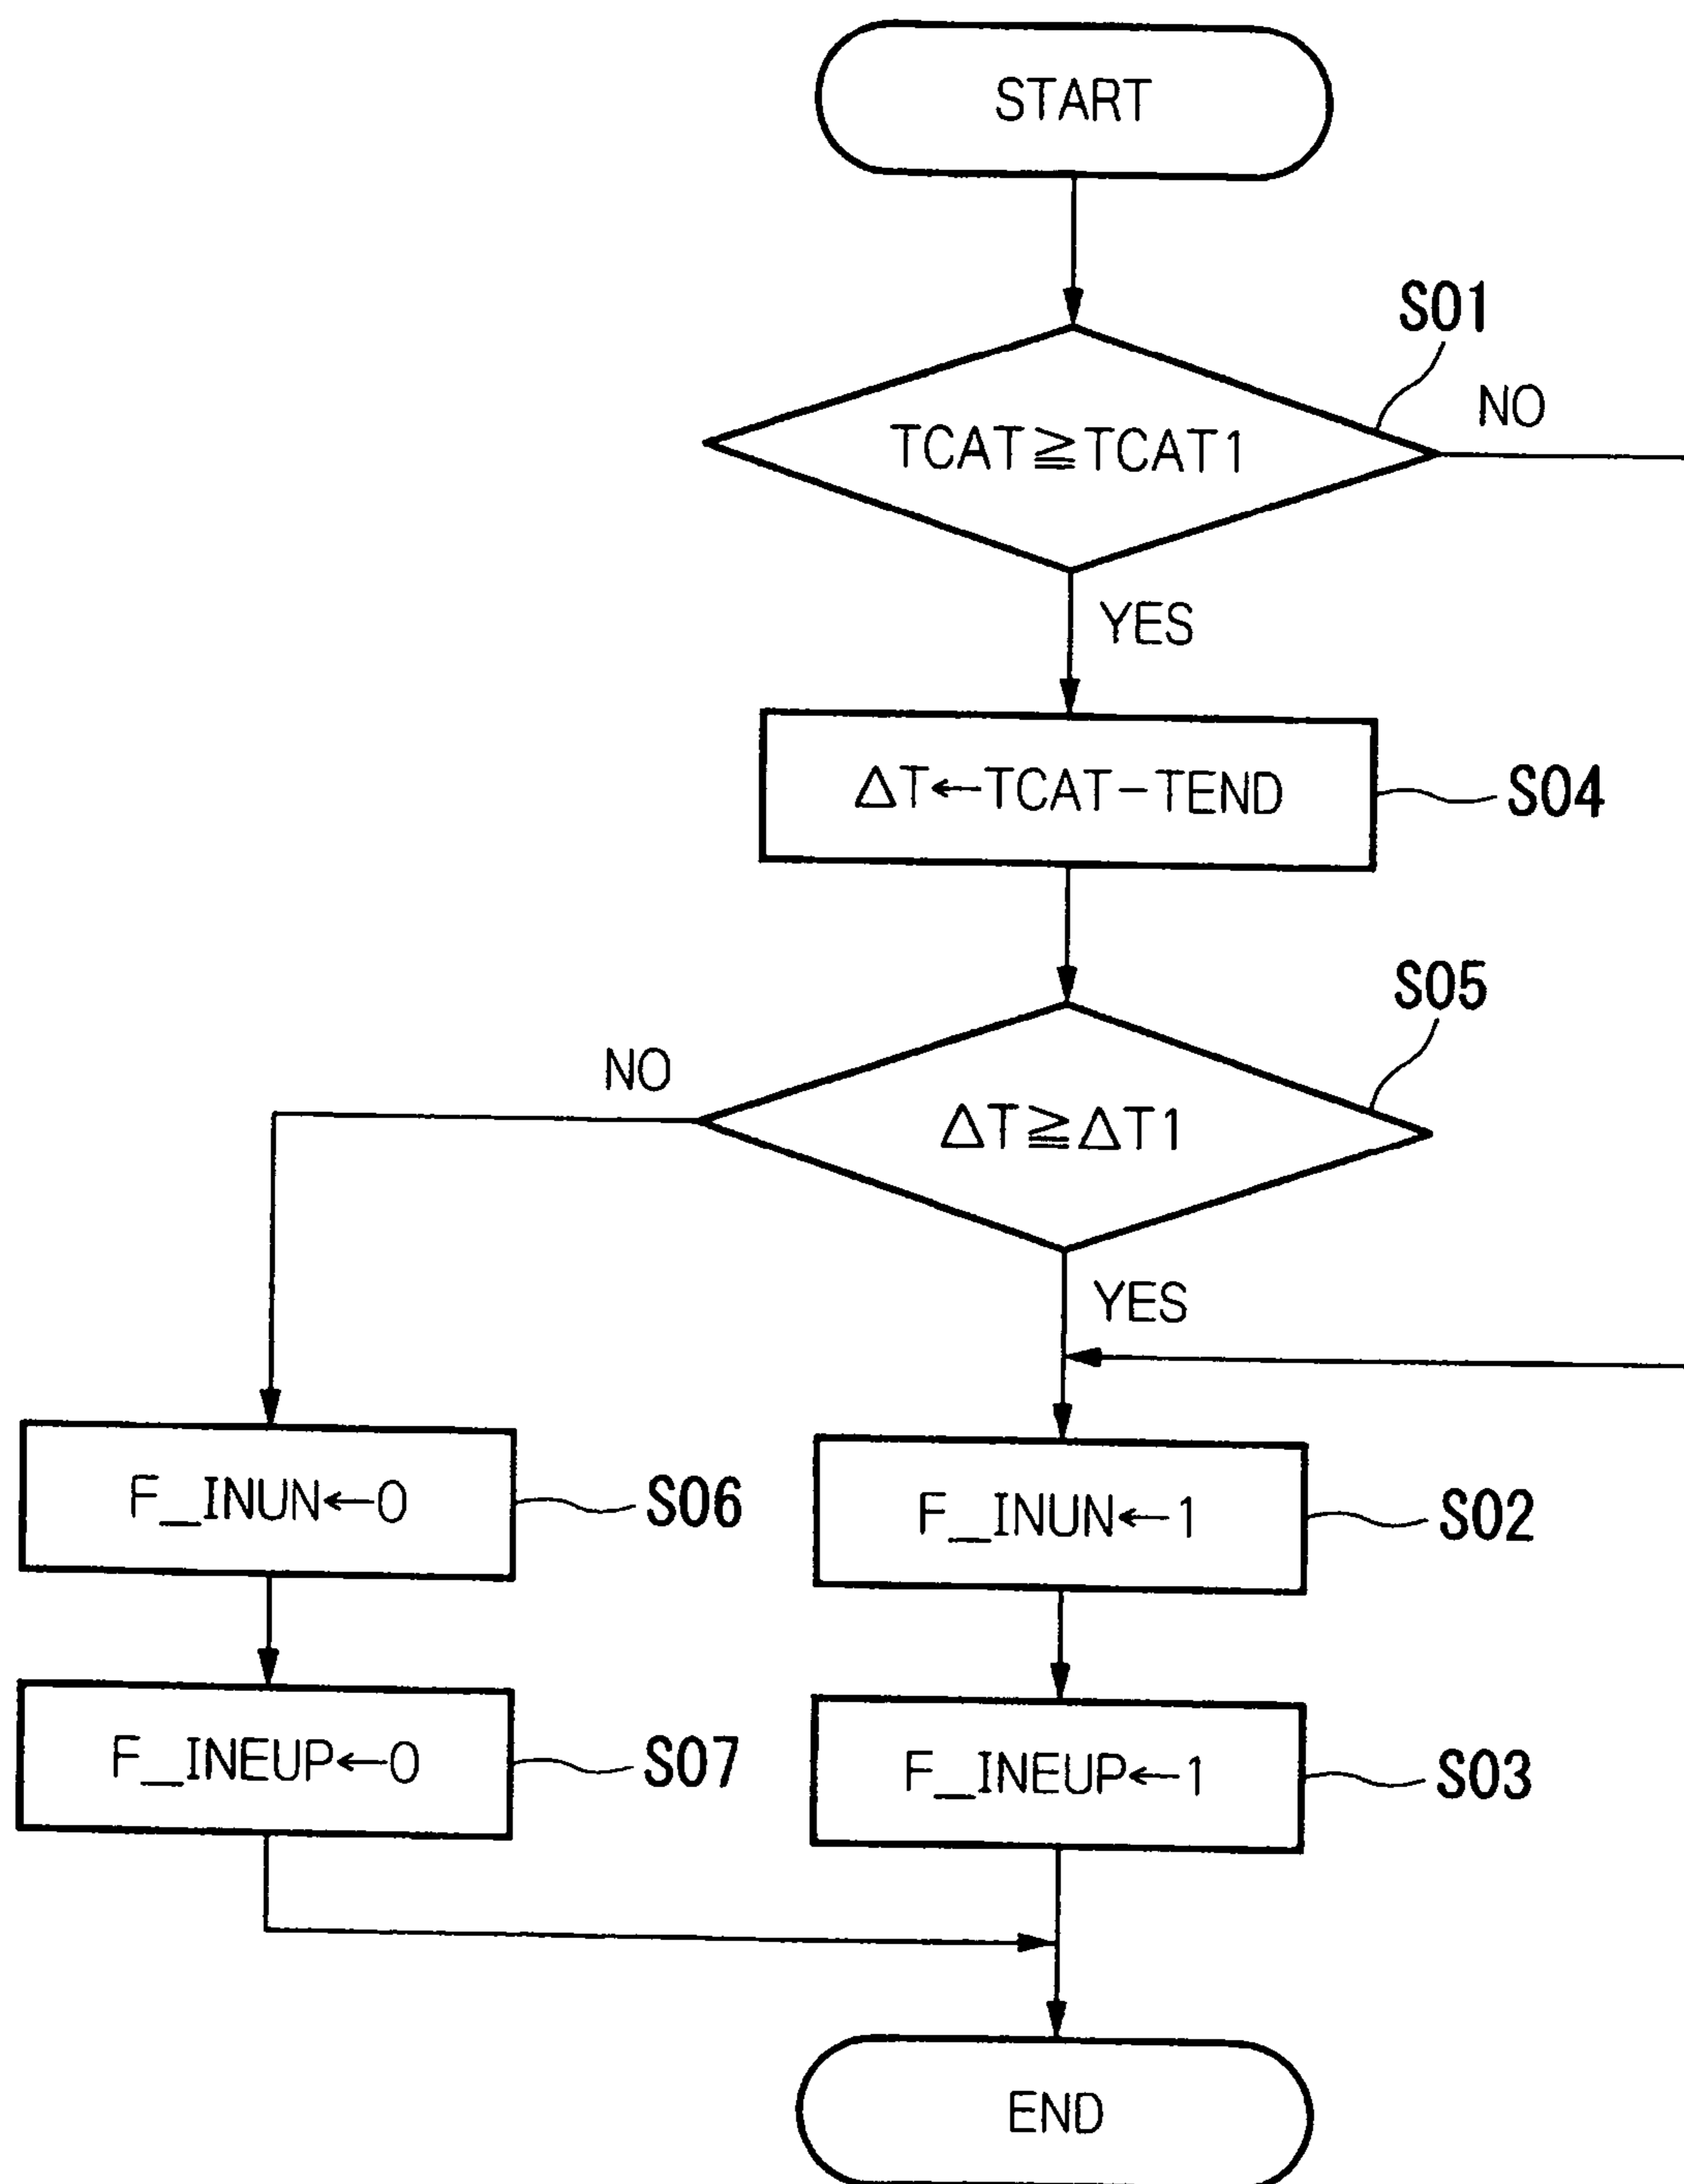 START
S01
NO
TCAT≧TCAT1
YES
ΔT←TCAT−TEND
S04
S05
NO
ΔT≧ΔT1
YES
F_INUN←0
S06
F_INUN←1
S02
F_INEUP←0
S07
F_INEUP←1
S03
END